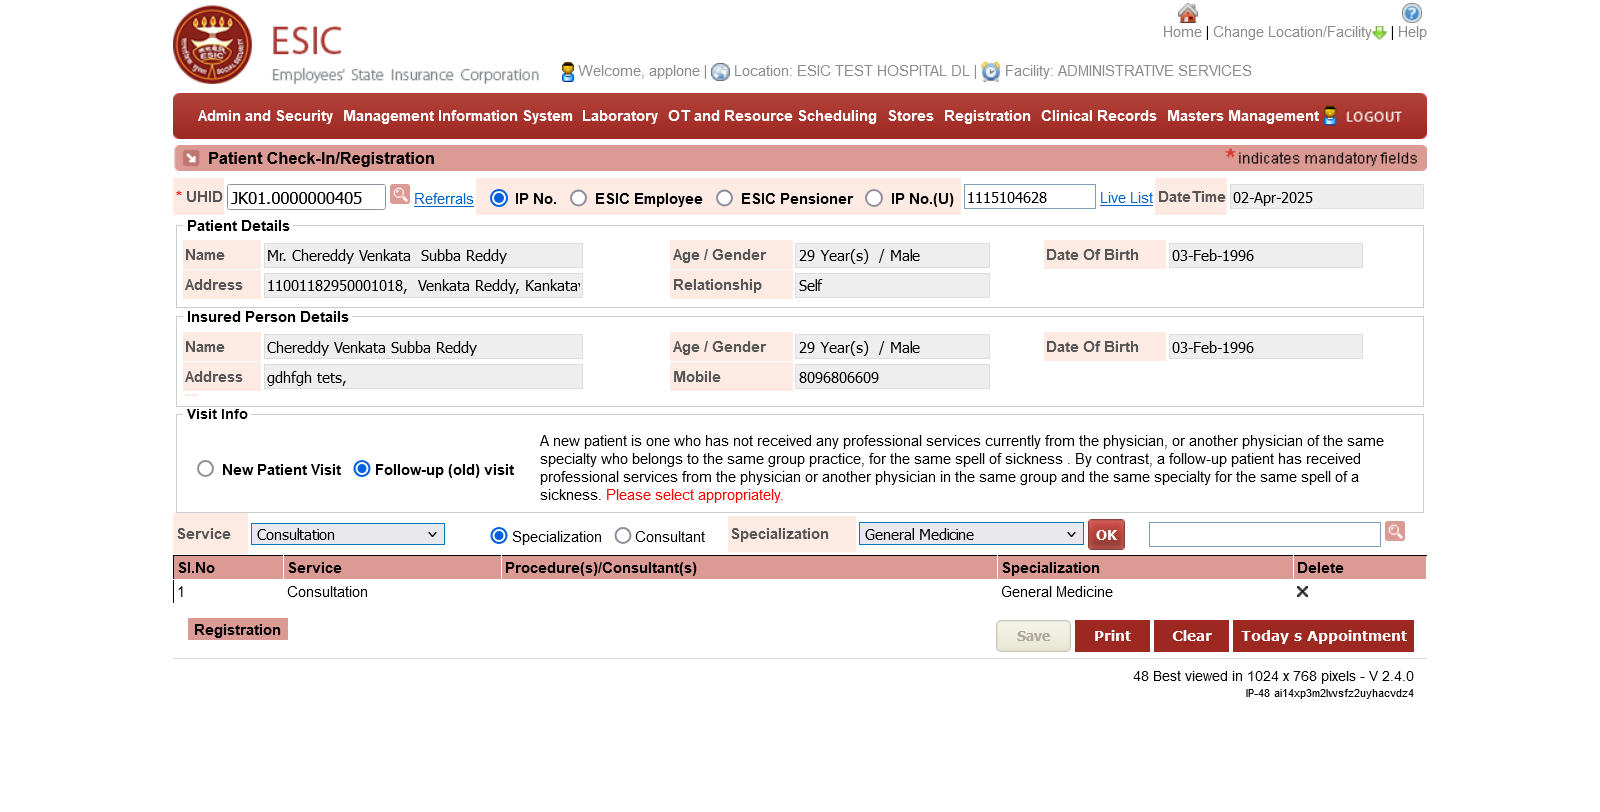 Home | Change Location/Facility | Help
ESIC
Employees' State Insurance Corporation
Welcome, applone | Location: ESIC TEST HOSPITAL DL | Facility: ADMINISTRATIVE SERVICES
Admin and Security Management Information System Laboratory OT and Resource Scheduling Stores Registration Clinical Records Masters Management LOGOUT
Patient Check-In/Registration *indicates mandatory fields
* UHID JK01.0000000405 Referrals IP No. ESIC Employee ESIC Pensioner IP No.(U) 1115104628 Live List DateTime 02-Apr-2025
Patient Details
Name Mr. Chereddy Venkata  Subba Reddy Age / Gender 29 Year(s)  / Male Date Of Birth 03-Feb-1996
Address 11001182950001018,  Venkata Reddy, Kankata Relationship Self
Insured Person Details
Name Chereddy Venkata Subba Reddy Age / Gender 29 Year(s)  / Male Date Of Birth 03-Feb-1996
Address gdhfgh tets, Mobile 8096806609
Visit Info
New Patient Visit Follow-up (old) visit
A new patient is one who has not received any professional services currently from the physician, or another physician of the same
specialty who belongs to the same group practice, for the same spell of sickness . By contrast, a follow-up patient has received
professional services from the physician or another physician in the same group and the same specialty for the same spell of a
sickness. Please select appropriately.
Service Consultation Specialization Consultant Specialization General Medicine OK
Sl.No Service Procedure(s)/Consultant(s) Specialization Delete
1 Consultation General Medicine
Registration Save Print Clear Today s Appointment
48 Best viewed in 1024 x 768 pixels - V 2.4.0
IP-48 ai14xp3m2lvvsfz2uyhacvdz4